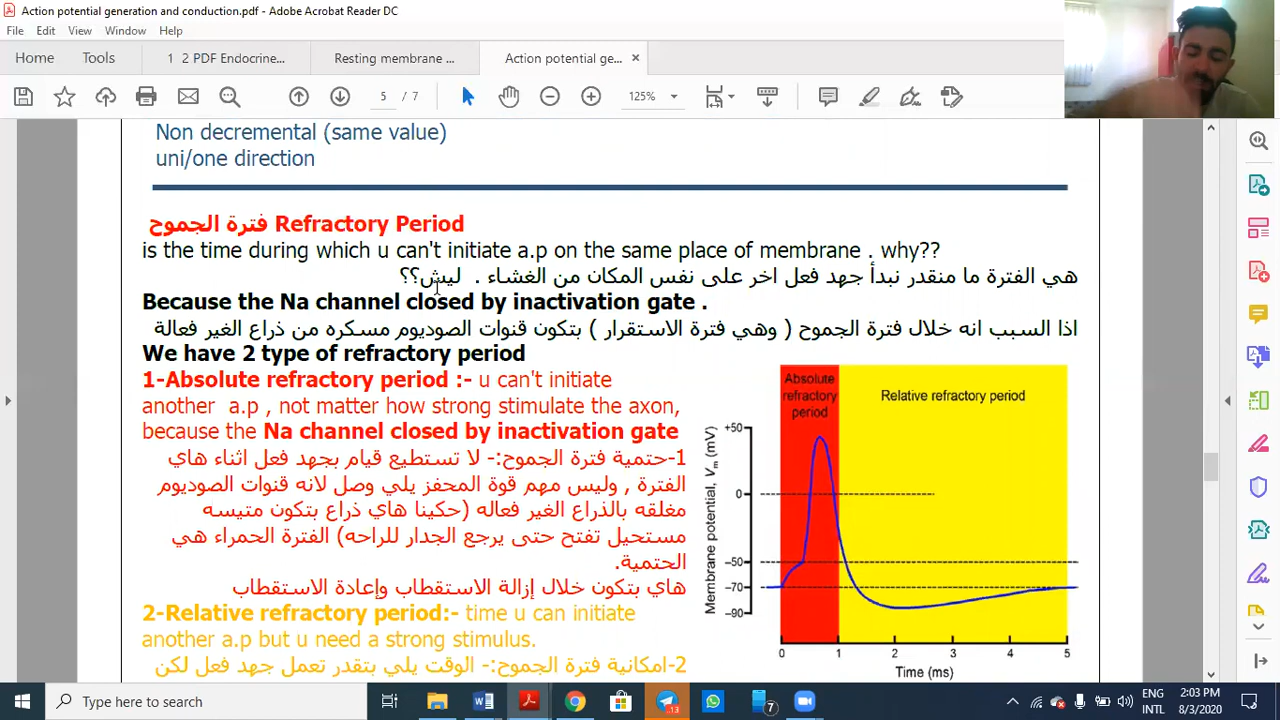 Action potential generation and conduction.pdf - Adobe Acrobat Reader DC
File Edit View Window Help
Home Tools 1 2 PDF Endocrine... Resting membrane ... Action potential ge... ×
5 / 7 125%
Non decremental (same value)
uni/one direction
فترة الجموح Refractory Period
is the time during which u can't initiate a.p on the same place of membrane . why??
هي الفترة ما منقدر نبدأ جهد فعل اخر على نفس المكان من الغشاء . ليش؟؟
Because the Na channel closed by inactivation gate .
اذا السبب انه خلال فترة الجموح ( وهي فترة الاستقرار ) بتكون قنوات الصوديوم مسكره من ذراع الغير فعالة
We have 2 type of refractory period
1-Absolute refractory period :- u can't initiate
another a.p , not matter how strong stimulate the axon,
because the Na channel closed by inactivation gate
1-حتمية فترة الجموح:- لا تستطيع قيام بجهد فعل اثناء هاي
الفترة , وليس مهم قوة المحفز يلي وصل لانه قنوات الصوديوم
مغلقه بالذراع الغير فعاله (حكينا هاي ذراع بتكون متيسه
مستحيل تفتح حتى يرجع الجدار للراحه) الفترة الحمراء هي
الحتمية.
هاي بتكون خلال إزالة الاستقطاب وإعادة الاستقطاب
2-Relative refractory period:- time u can initiate
another a.p but u need a strong stimulus.
2-امكانية فترة الجموح:- الوقت يلي بتقدر تعمل جهد فعل لكن
Absolute
refractory
period
Relative refractory period
Membrane potential, Vm (mV)
+50
0
–50
–70
–90
0 1 2 3 4 5
Time (ms)
Type here to search
13
7
ENG
INTL
2:03 PM
8/3/2020